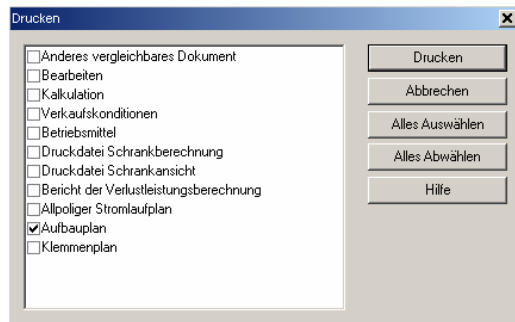 Drucken
Anderes vergleichbares Dokument
Bearbeiten
Kalkulation
Verkaufskonditionen
Betriebsmittel
Druckdatei Schrankberechnung
Druckdatei Schrankansicht
Bericht der Verlustleistungsberechnung
Allpoliger Stromlaufplan
Aufbauplan
Klemmenplan
Drucken
Abbrechen
Alles Auswählen
Alles Abwählen
Hilfe